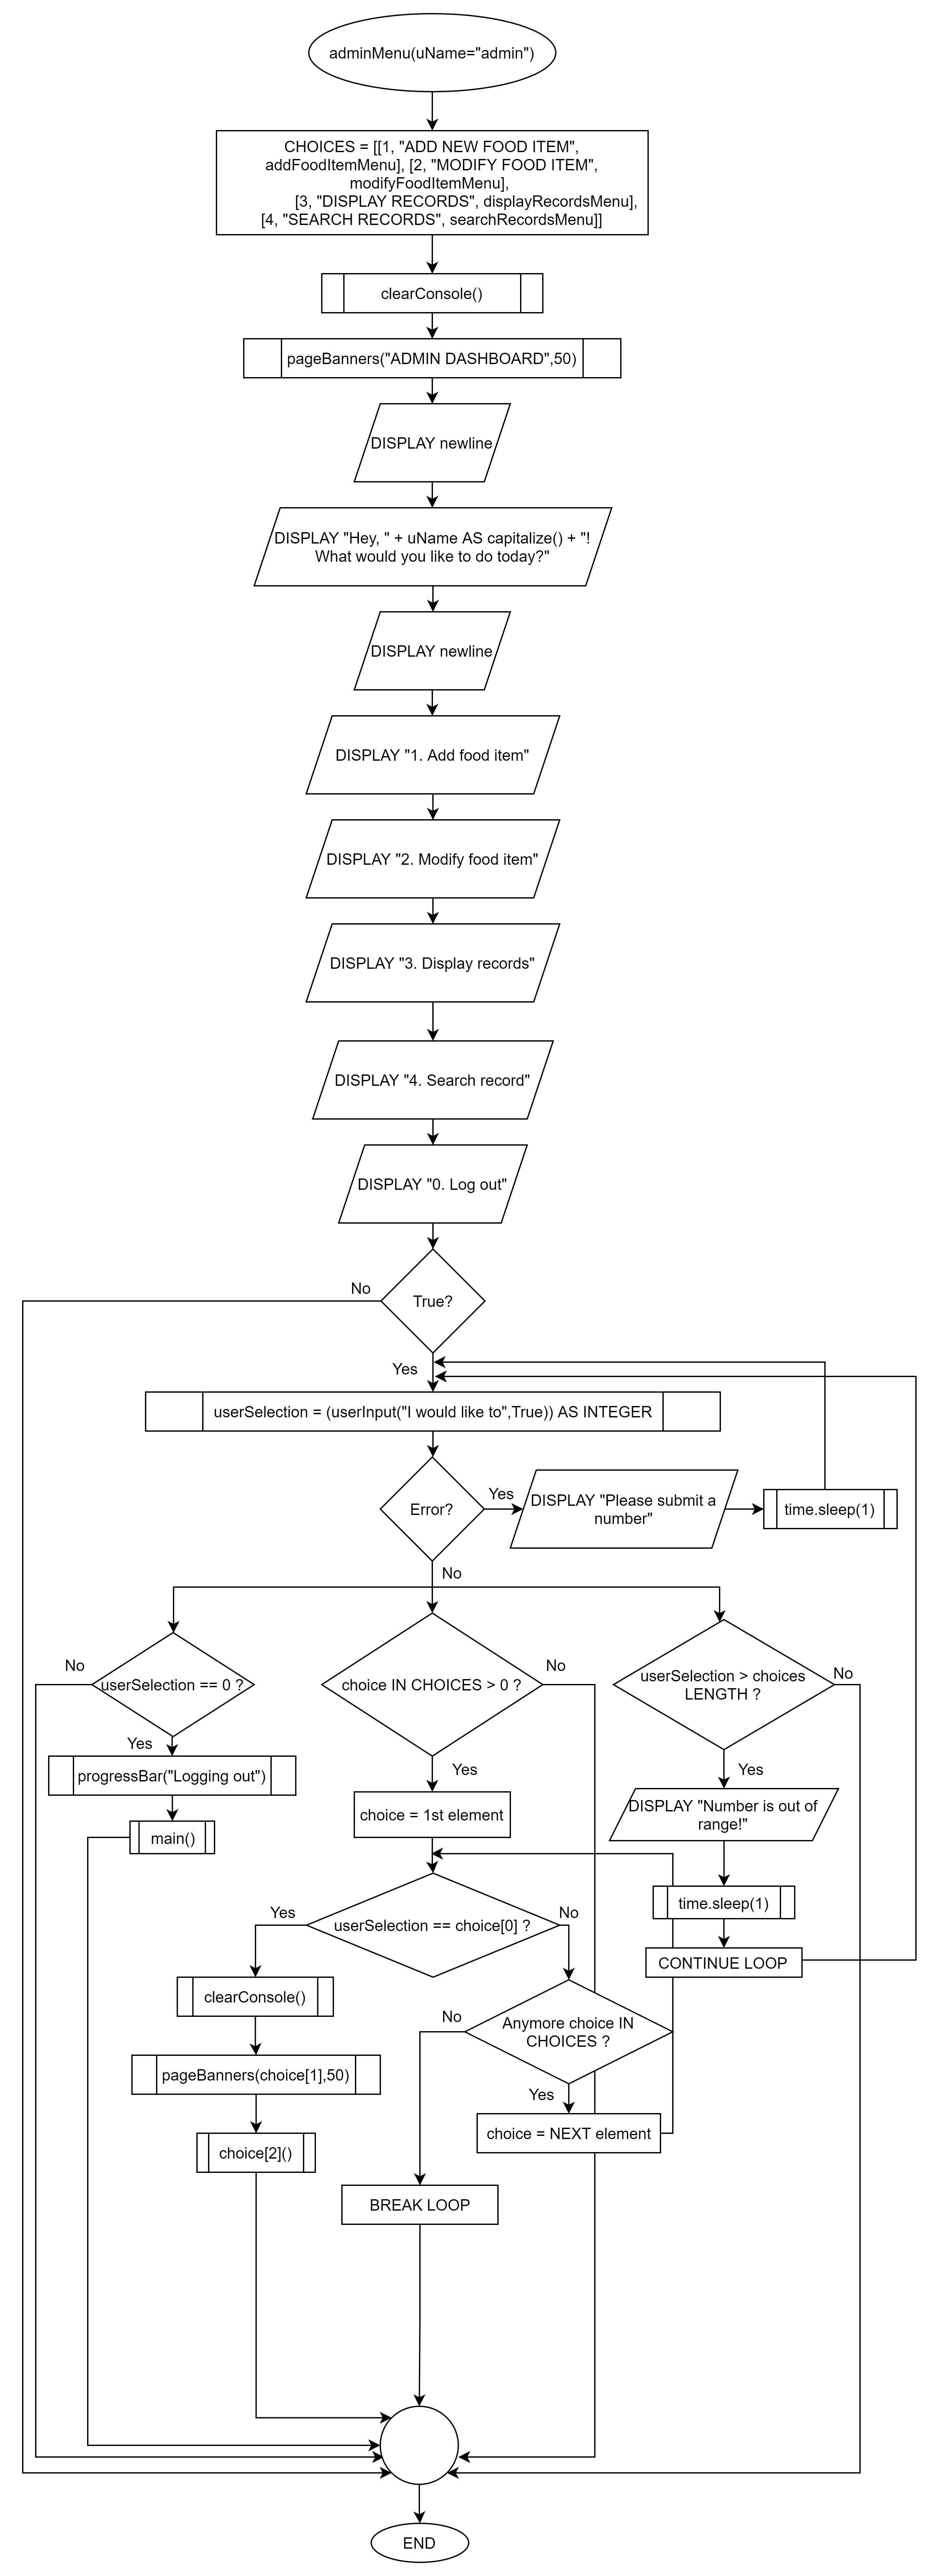 adminMenu(uName="admin")
CHOICES = [[1, "ADD NEW FOOD ITEM",
addFoodItemMenu], [2, "MODIFY FOOD ITEM",
modifyFoodItemMenu],
[3, "DISPLAY RECORDS", displayRecordsMenu],
[4, "SEARCH RECORDS", searchRecordsMenu]]
clearConsole()
pageBanners("ADMIN DASHBOARD",50)
DISPLAY newline
DISPLAY "Hey, " + uName AS capitalize() + "!
What would you like to do today?"
DISPLAY newline
DISPLAY "1. Add food item"
DISPLAY "2. Modify food item"
DISPLAY "3. Display records"
DISPLAY "4. Search record"
DISPLAY "0. Log out"
No
True?
Yes
userSelection = (userInput("I would like to",True)) AS INTEGER
Error?
Yes
DISPLAY "Please submit a
number"
time.sleep(1)
No
No
userSelection == 0 ?
Yes
progressBar("Logging out")
main()
choice IN CHOICES > 0 ?
No
Yes
choice = 1st element
userSelection > choices
LENGTH ?
No
Yes
DISPLAY "Number is out of
range!"
time.sleep(1)
CONTINUE LOOP
userSelection == choice[0] ?
Yes
No
clearConsole()
pageBanners(choice[1],50)
choice[2]()
Anymore choice IN
CHOICES ?
No
Yes
choice = NEXT element
BREAK LOOP
END